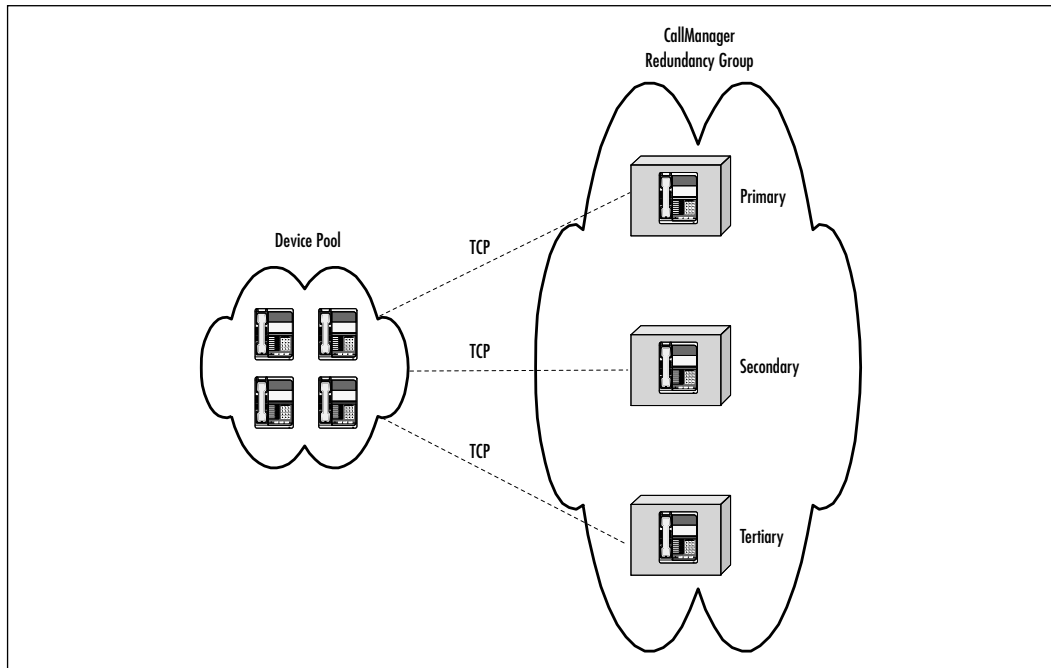 CallManager
Redundancy Group
Primary
Device Pool
TCP
TCP
Secondary
TCP
Tertiary